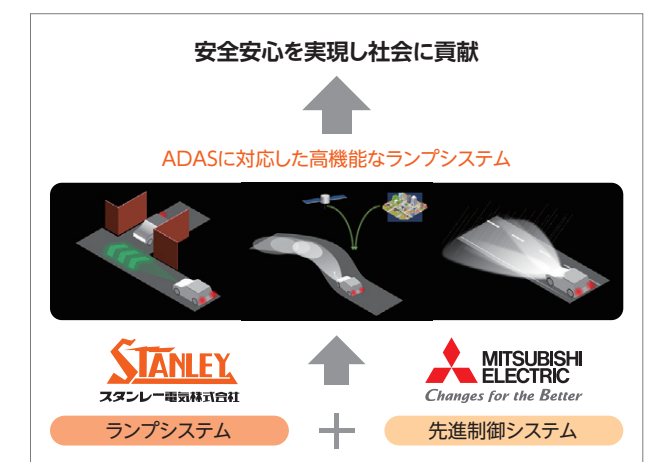 安全安心を実現し社会に貢献
ADASに対応した高機能なランプシステム
STANLEY
スタンレー電気株式会社
MITSUBISHI
ELECTRIC
Changes for the Better
ランプシステム
+
先進制御システム